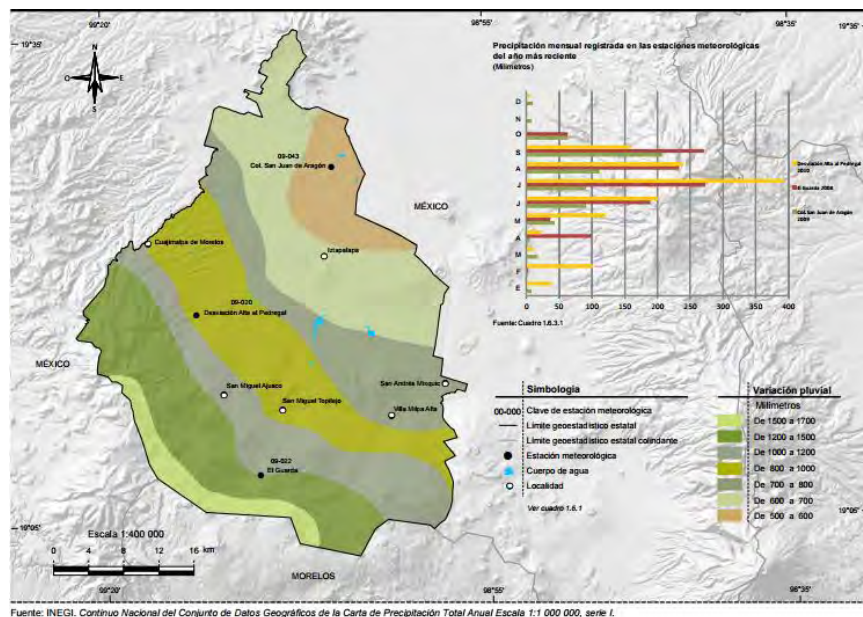 99°20'
98°55'
98°35'
19°35'
19°35'
N
O E
S
Precipitación mensual registrada en las estaciones meteorológicas
del año más reciente
(Milímetros)
D
N
O
S
A
J
J
M
A
M
F
E
0 50 100 150 200 250 300 350 400
Desviación Alta al Pedregal
2010
El Guarda
Col. San Juan de Aragón
Fuente: Cuadro 1.6.3.1
09-043
Col. San Juan de Aragón
MÉXICO
Iztapalapa
Cuajimalpa de Morelos
09-020
Desviación Alta al Pedregal
MÉXICO
San Miguel Ajusco
San Miguel Topilejo
San Andrés Mixquic
Villa Milpa Alta
09-022
El Guarda
MORELOS
Simbología
00-000 Clave de estación meteorológica
Límite geoestadístico estatal
Límite geoestadístico estatal colindante
Estación meteorológica
Cuerpo de agua
Localidad
Ver cuadro 1.6.1
Variación pluvial
Milímetros
De 1500 a 1700
De 1200 a 1500
De 1000 a 1200
De 800 a 1000
De 700 a 800
De 600 a 700
De 500 a 600
19°05'
19°05'
Escala 1:400 000
0 4 8 12 16 km
99°20'
98°55'
98°35'
Fuente: INEGI. Continuo Nacional del Conjunto de Datos Geográficos de la Carta de Precipitación Total Anual Escala 1:1 000 000, serie I.